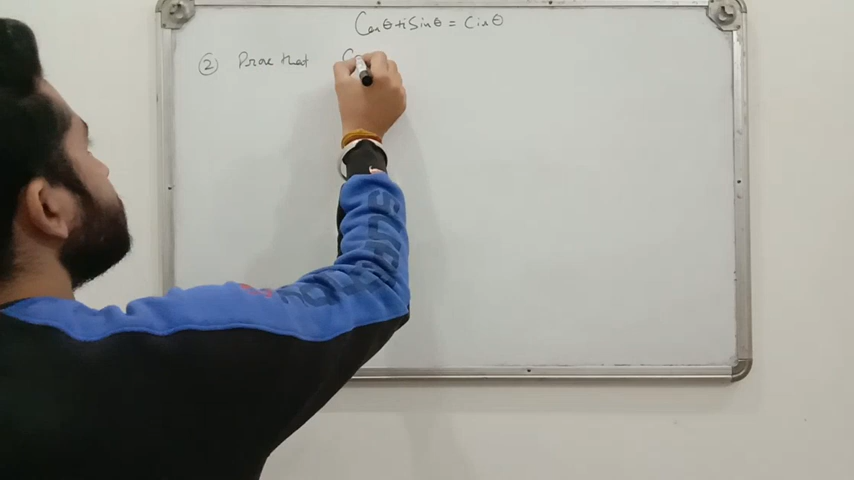 Cosθ+iSinθ = Cisθ
② Prove that